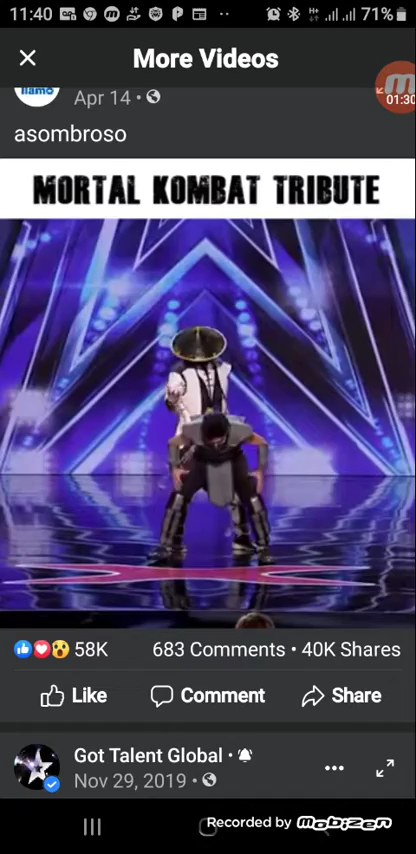 11:40
H+
71%
More Videos
llamo
Apr 14 •
01:30
asombroso
MORTAL KOMBAT TRIBUTE
58K 683 Comments • 40K Shares
Like Comment Share
Got Talent Global •
Nov 29, 2019 •
Recorded by mobizen